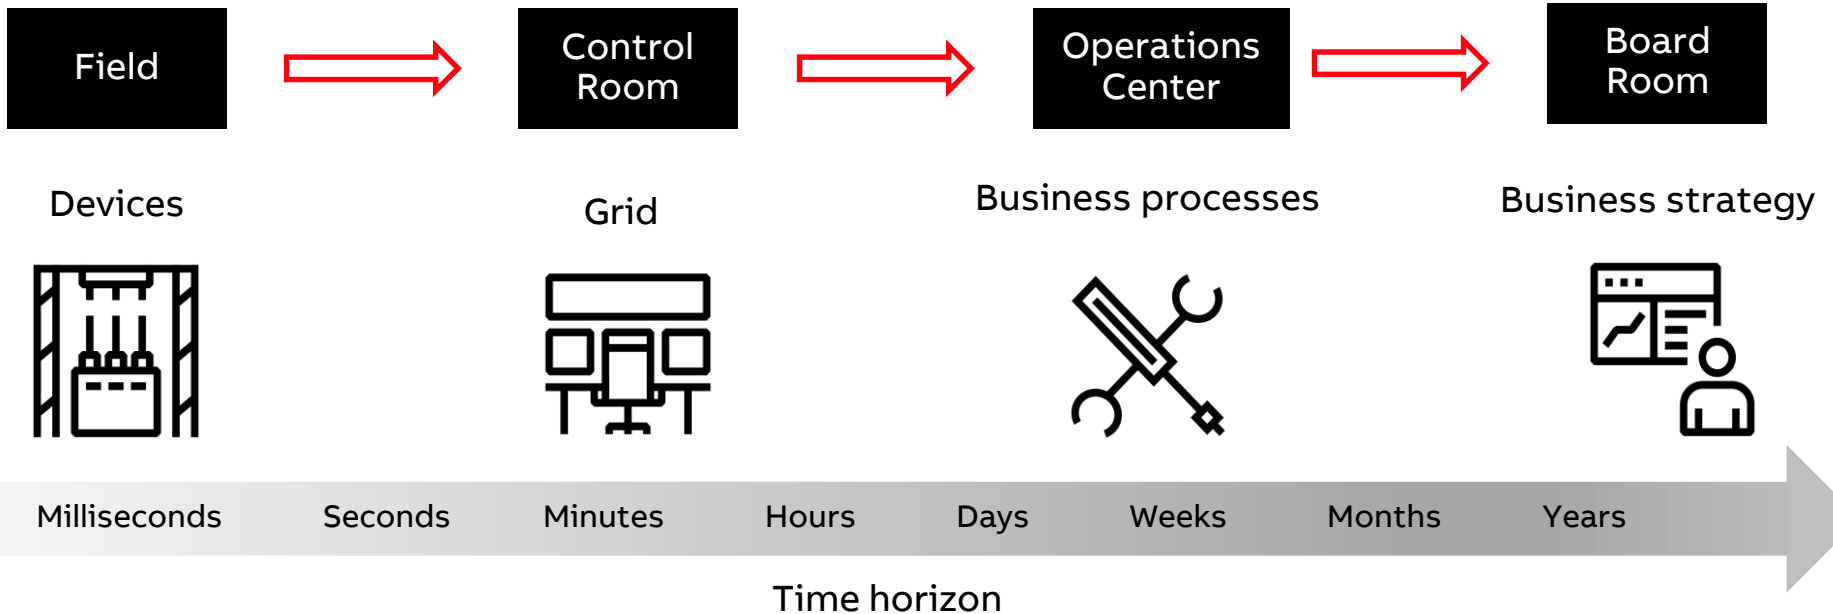 Field
Control
Room
Operations
Center
Board
Room
Devices
Grid
Business processes
Business strategy
Milliseconds Seconds Minutes Hours Days Weeks Months Years
Time horizon